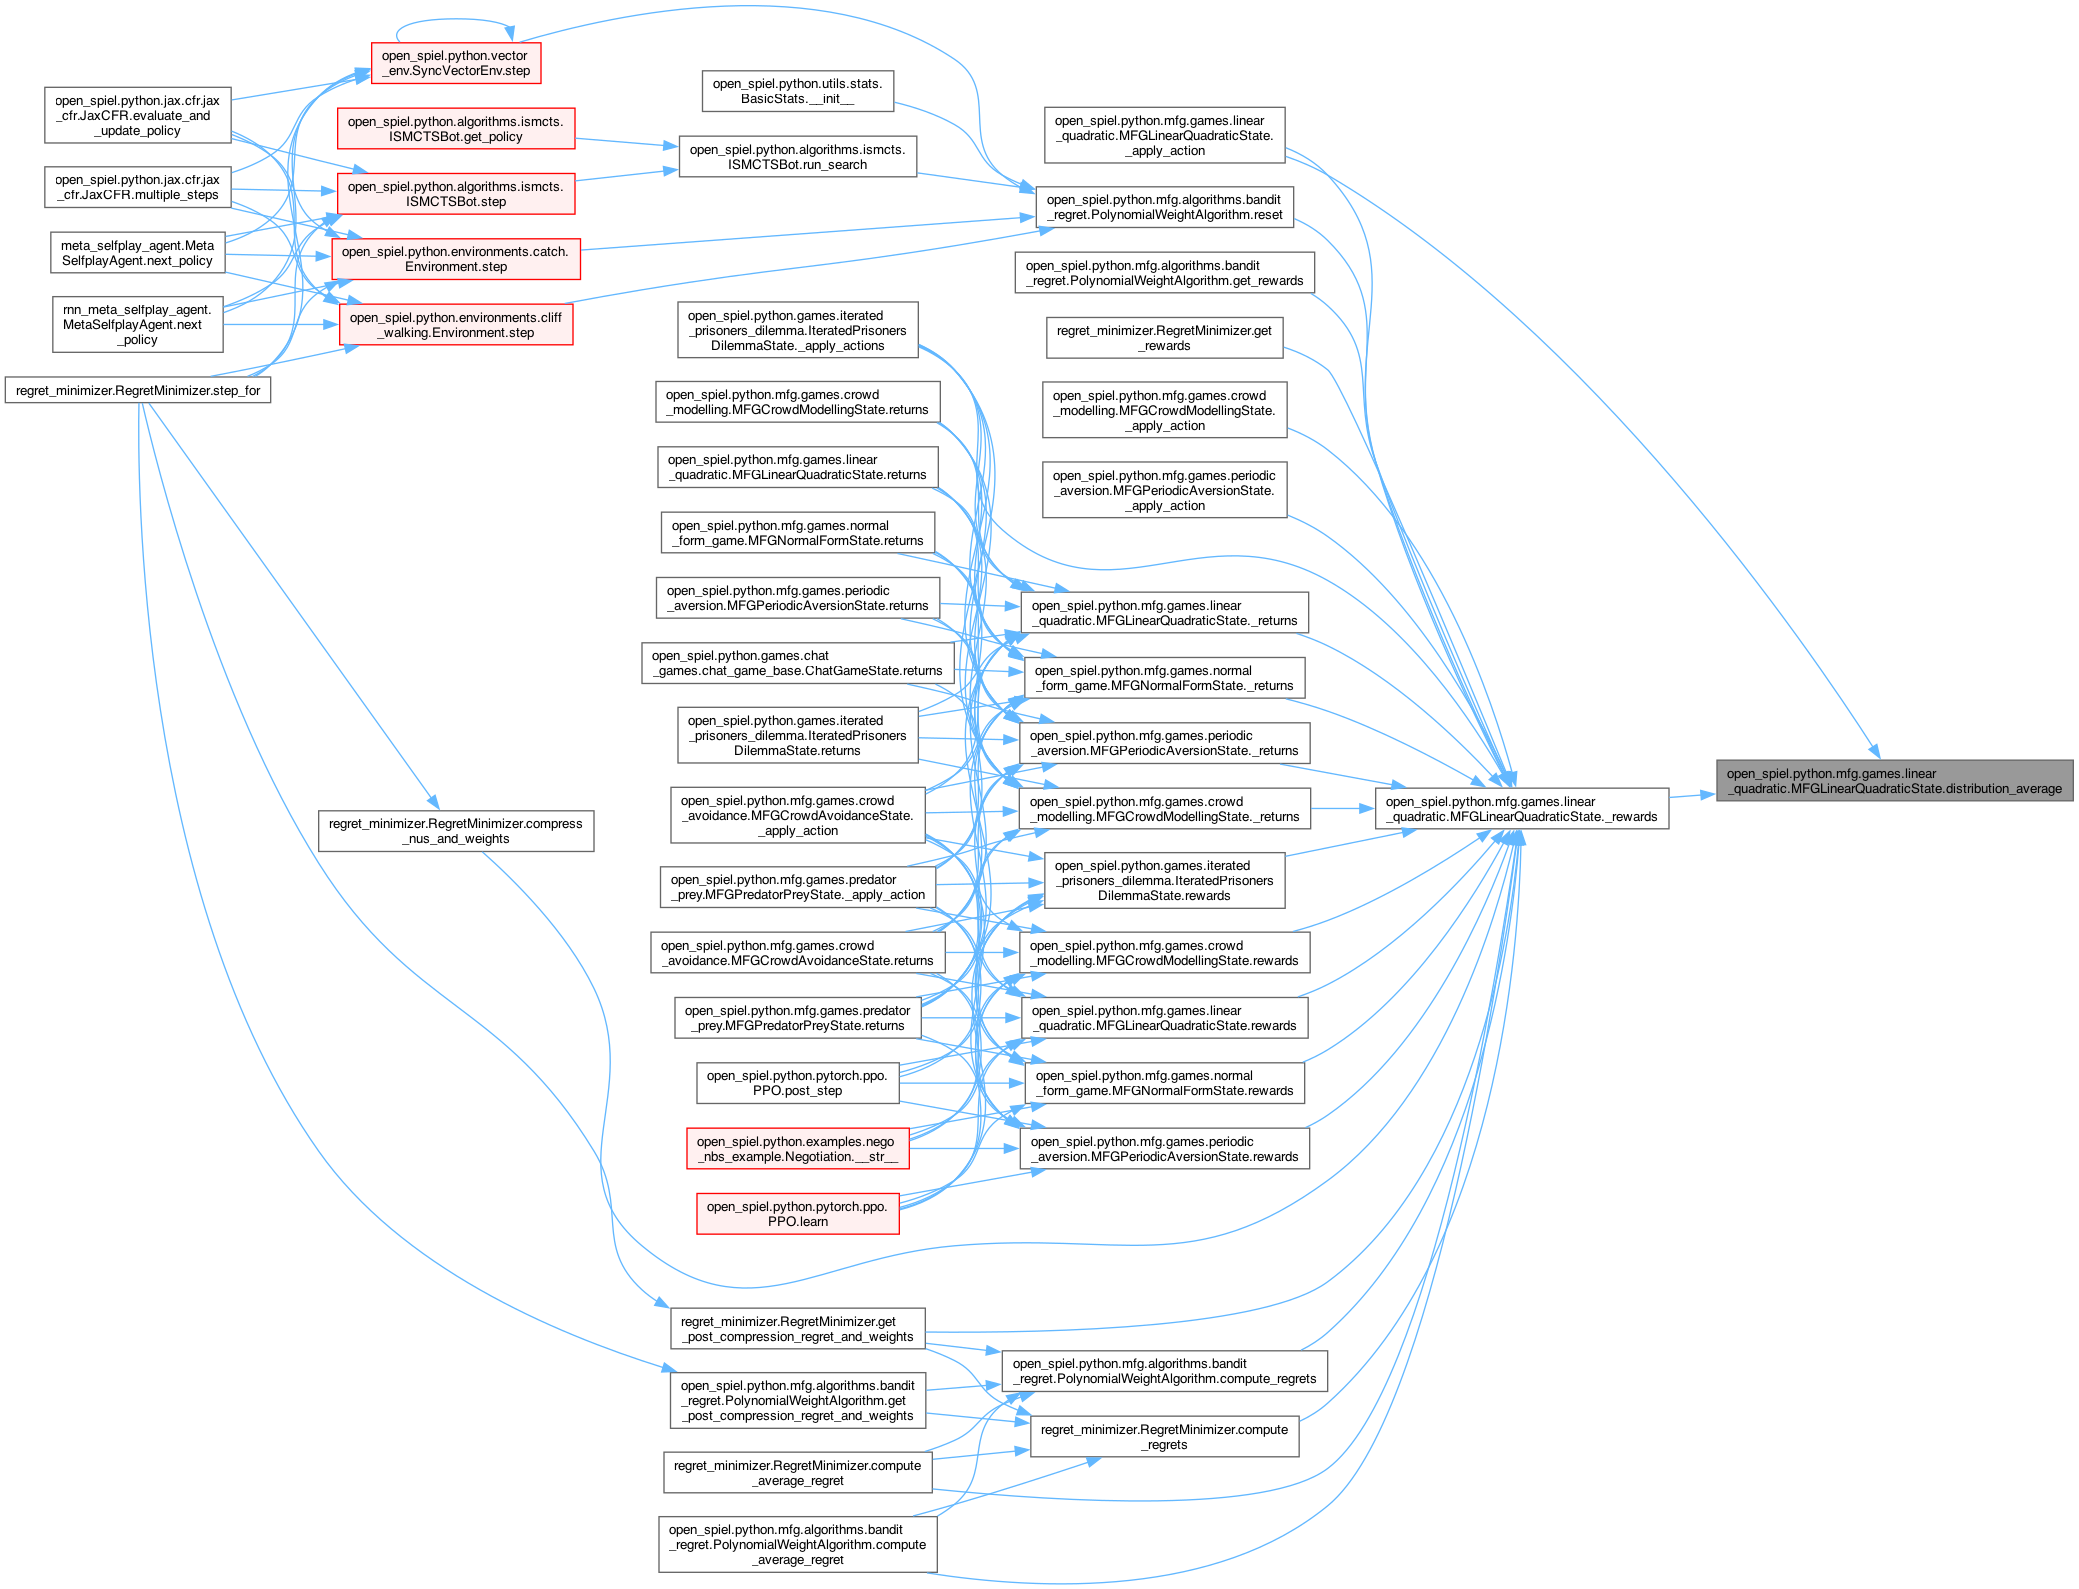 open_spiel.python.vector
_env.SyncVectorEnv.step
open_spiel.python.jax.cfr.jax
_cfr.JaxCFR.evaluate_and
_update_policy
open_spiel.python.jax.cfr.jax
_cfr.JaxCFR.multiple_steps
meta_selfplay_agent.Meta
SelfplayAgent.next_policy
rnn_meta_selfplay_agent.
MetaSelfplayAgent.next
_policy
regret_minimizer.RegretMinimizer.step_for
open_spiel.python.algorithms.ismcts.
ISMCTSBot.get_policy
open_spiel.python.algorithms.ismcts.
ISMCTSBot.step
open_spiel.python.environments.catch.
Environment.step
open_spiel.python.environments.cliff
_walking.Environment.step
regret_minimizer.RegretMinimizer.compress
_nus_and_weights
open_spiel.python.utils.stats.
BasicStats.__init__
open_spiel.python.algorithms.ismcts.
ISMCTSBot.run_search
open_spiel.python.games.iterated
_prisoners_dilemma.IteratedPrisoners
DilemmaState._apply_actions
open_spiel.python.mfg.games.crowd
_modelling.MFGCrowdModellingState.returns
open_spiel.python.mfg.games.linear
_quadratic.MFGLinearQuadraticState.returns
open_spiel.python.mfg.games.normal
_form_game.MFGNormalFormState.returns
open_spiel.python.mfg.games.periodic
_aversion.MFGPeriodicAversionState.returns
open_spiel.python.games.chat
_games.chat_game_base.ChatGameState.returns
open_spiel.python.games.iterated
_prisoners_dilemma.IteratedPrisoners
DilemmaState.returns
open_spiel.python.mfg.games.crowd
_avoidance.MFGCrowdAvoidanceState.
_apply_action
open_spiel.python.mfg.games.predator
_prey.MFGPredatorPreyState._apply_action
open_spiel.python.mfg.games.crowd
_avoidance.MFGCrowdAvoidanceState.returns
open_spiel.python.mfg.games.predator
_prey.MFGPredatorPreyState.returns
open_spiel.python.pytorch.ppo.
PPO.post_step
open_spiel.python.examples.nego
_nbs_example.Negotiation.__str__
open_spiel.python.pytorch.ppo.
PPO.learn
regret_minimizer.RegretMinimizer.get
_post_compression_regret_and_weights
open_spiel.python.mfg.algorithms.bandit
_regret.PolynomialWeightAlgorithm.get
_post_compression_regret_and_weights
regret_minimizer.RegretMinimizer.compute
_average_regret
open_spiel.python.mfg.algorithms.bandit
_regret.PolynomialWeightAlgorithm.compute
_average_regret
open_spiel.python.mfg.games.linear
_quadratic.MFGLinearQuadraticState.
_apply_action
open_spiel.python.mfg.algorithms.bandit
_regret.PolynomialWeightAlgorithm.reset
open_spiel.python.mfg.algorithms.bandit
_regret.PolynomialWeightAlgorithm.get_rewards
regret_minimizer.RegretMinimizer.get
_rewards
open_spiel.python.mfg.games.crowd
_modelling.MFGCrowdModellingState.
_apply_action
open_spiel.python.mfg.games.periodic
_aversion.MFGPeriodicAversionState.
_apply_action
open_spiel.python.mfg.games.linear
_quadratic.MFGLinearQuadraticState._returns
open_spiel.python.mfg.games.normal
_form_game.MFGNormalFormState._returns
open_spiel.python.mfg.games.periodic
_aversion.MFGPeriodicAversionState._returns
open_spiel.python.mfg.games.crowd
_modelling.MFGCrowdModellingState._returns
open_spiel.python.games.iterated
_prisoners_dilemma.IteratedPrisoners
DilemmaState.rewards
open_spiel.python.mfg.games.crowd
_modelling.MFGCrowdModellingState.rewards
open_spiel.python.mfg.games.linear
_quadratic.MFGLinearQuadraticState.rewards
open_spiel.python.mfg.games.normal
_form_game.MFGNormalFormState.rewards
open_spiel.python.mfg.games.periodic
_aversion.MFGPeriodicAversionState.rewards
open_spiel.python.mfg.algorithms.bandit
_regret.PolynomialWeightAlgorithm.compute_regrets
regret_minimizer.RegretMinimizer.compute
_regrets
open_spiel.python.mfg.games.linear
_quadratic.MFGLinearQuadraticState._rewards
open_spiel.python.mfg.games.linear
_quadratic.MFGLinearQuadraticState.distribution_average